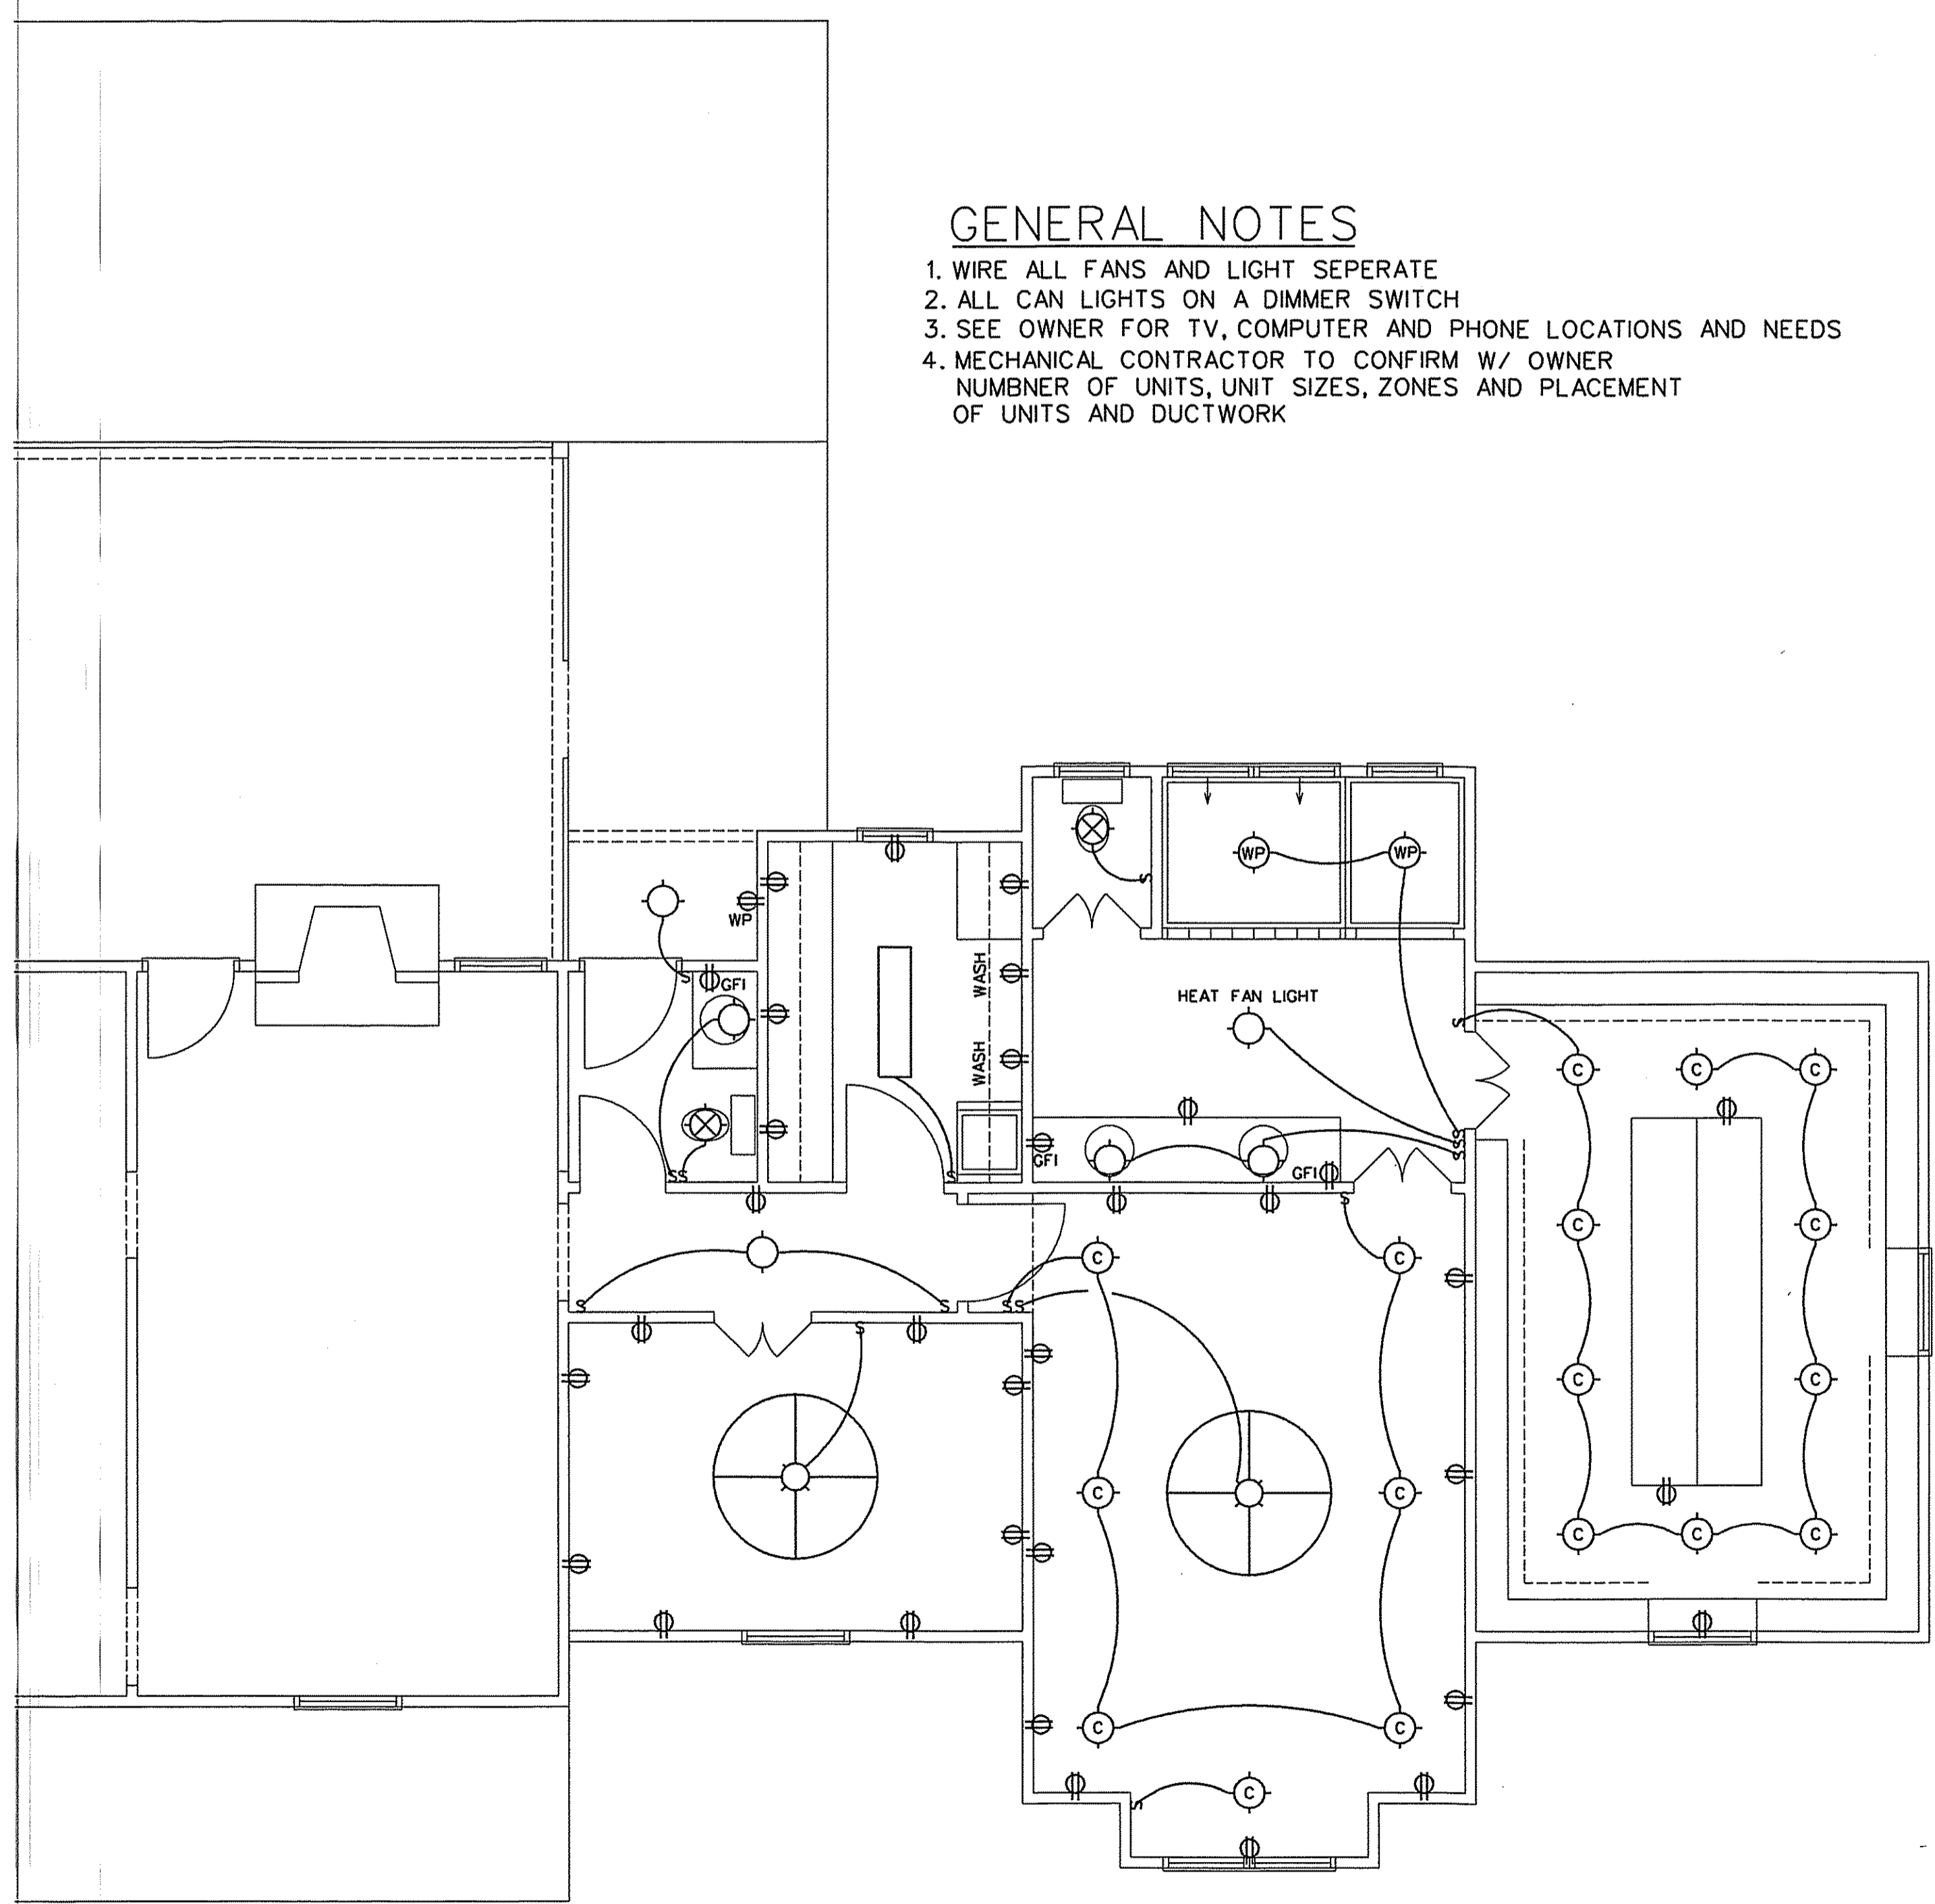 GENERAL NOTES
1. WIRE ALL FANS AND LIGHT SEPERATE
2. ALL CAN LIGHTS ON A DIMMER SWITCH
3. SEE OWNER FOR TV, COMPUTER AND PHONE LOCATIONS AND NEEDS
4. MECHANICAL CONTRACTOR TO CONFIRM W/ OWNER
NUMBNER OF UNITS, UNIT SIZES, ZONES AND PLACEMENT
OF UNITS AND DUCTWORK
WP WP
S
WP
S GFI
WASH
HEAT FAN LIGHT
S
WASH
C C C
S
S
S
GFI
GFI
SS S
S
C
C
C C
S S SS
S
C
C
C C
C C C
C C
C
S